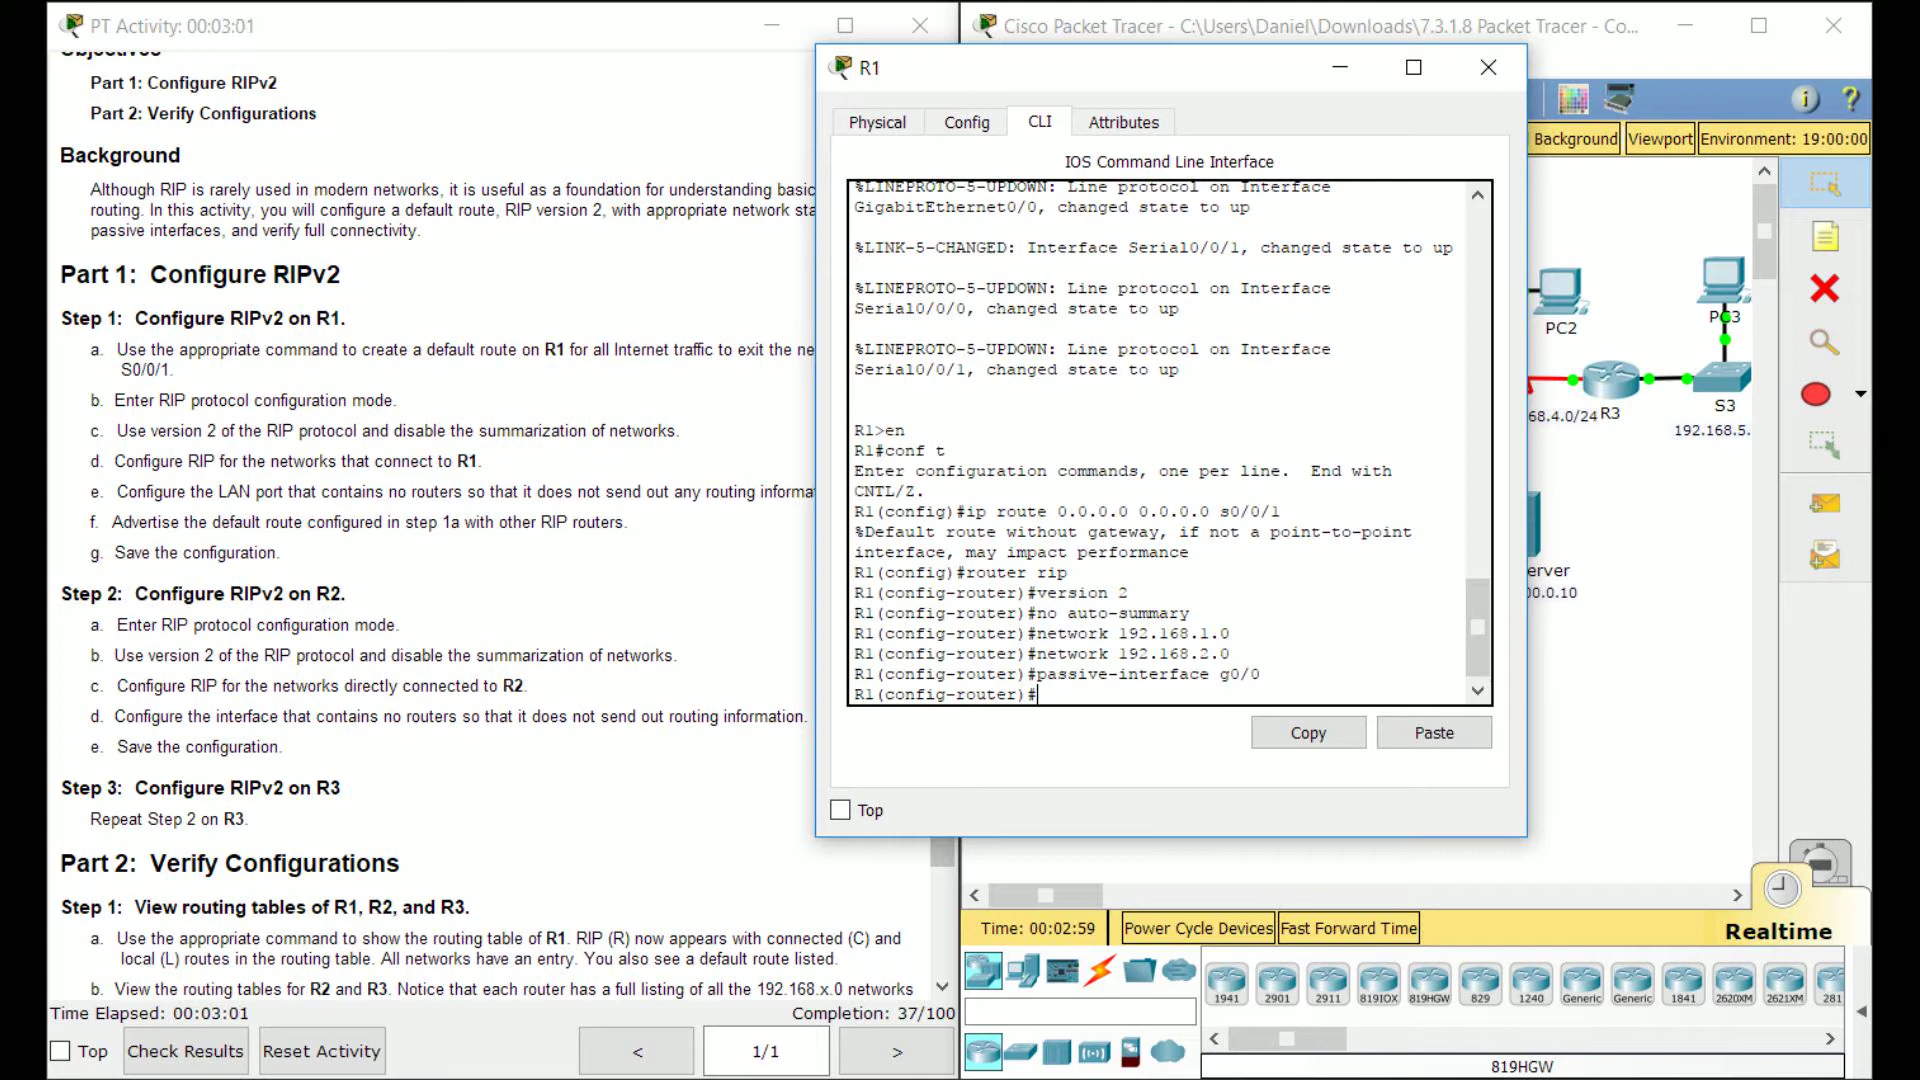 PT Activity: 00:03:01
Objectives
Part 1: Configure RIPv2
Part 2: Verify Configurations
Background
Although RIP is rarely used in modern networks, it is useful as a foundation for understanding basic
routing. In this activity, you will configure a default route, RIP version 2, with appropriate network sta
passive interfaces, and verify full connectivity.
Part 1: Configure RIPv2
Step 1: Configure RIPv2 on R1.
a. Use the appropriate command to create a default route on R1 for all Internet traffic to exit the ne
S0/0/1.
b. Enter RIP protocol configuration mode.
c. Use version 2 of the RIP protocol and disable the summarization of networks.
d. Configure RIP for the networks that connect to R1.
e. Configure the LAN port that contains no routers so that it does not send out any routing informa
f. Advertise the default route configured in step 1a with other RIP routers.
g. Save the configuration.
Step 2: Configure RIPv2 on R2.
a. Enter RIP protocol configuration mode.
b. Use version 2 of the RIP protocol and disable the summarization of networks.
c. Configure RIP for the networks directly connected to R2.
d. Configure the interface that contains no routers so that it does not send out routing information.
e. Save the configuration.
Step 3: Configure RIPv2 on R3
Repeat Step 2 on R3.
Part 2: Verify Configurations
Step 1: View routing tables of R1, R2, and R3.
a. Use the appropriate command to show the routing table of R1. RIP (R) now appears with connected (C) and
local (L) routes in the routing table. All networks have an entry. You also see a default route listed.
b. View the routing tables for R2 and R3. Notice that each router has a full listing of all the 192.168.x.0 networks
Time Elapsed: 00:03:01
Completion: 37/100
Top
Check Results
Reset Activity
<
1/1
>
Cisco Packet Tracer - C:\Users\Daniel\Downloads\7.3.1.8 Packet Tracer - Co...
R1
Physical
Config
CLI
Attributes
IOS Command Line Interface
%LINEPROTO-5-UPDOWN: Line protocol on Interface
GigabitEthernet0/0, changed state to up
%LINK-5-CHANGED: Interface Serial0/0/1, changed state to up
%LINEPROTO-5-UPDOWN: Line protocol on Interface
Serial0/0/0, changed state to up
%LINEPROTO-5-UPDOWN: Line protocol on Interface
Serial0/0/1, changed state to up
R1>en
R1#conf t
Enter configuration commands, one per line. End with
CNTL/Z.
R1(config)#ip route 0.0.0.0 0.0.0.0 s0/0/1
%Default route without gateway, if not a point-to-point
interface, may impact performance
R1(config)#router rip
R1(config-router)#version 2
R1(config-router)#no auto-summary
R1(config-router)#network 192.168.1.0
R1(config-router)#network 192.168.2.0
R1(config-router)#passive-interface g0/0
R1(config-router)#
Copy
Paste
Top
Background
Viewport
Environment: 19:00:00
PC2
PC3
68.4.0/24
R3
S3
192.168.5.
erver
00.0.10
Time: 00:02:59
Power Cycle Devices
Fast Forward Time
Realtime
1941
2901
2911
819IOX
819HGW
829
1240
Generic
Generic
1841
2620XM
2621XM
281
819HGW